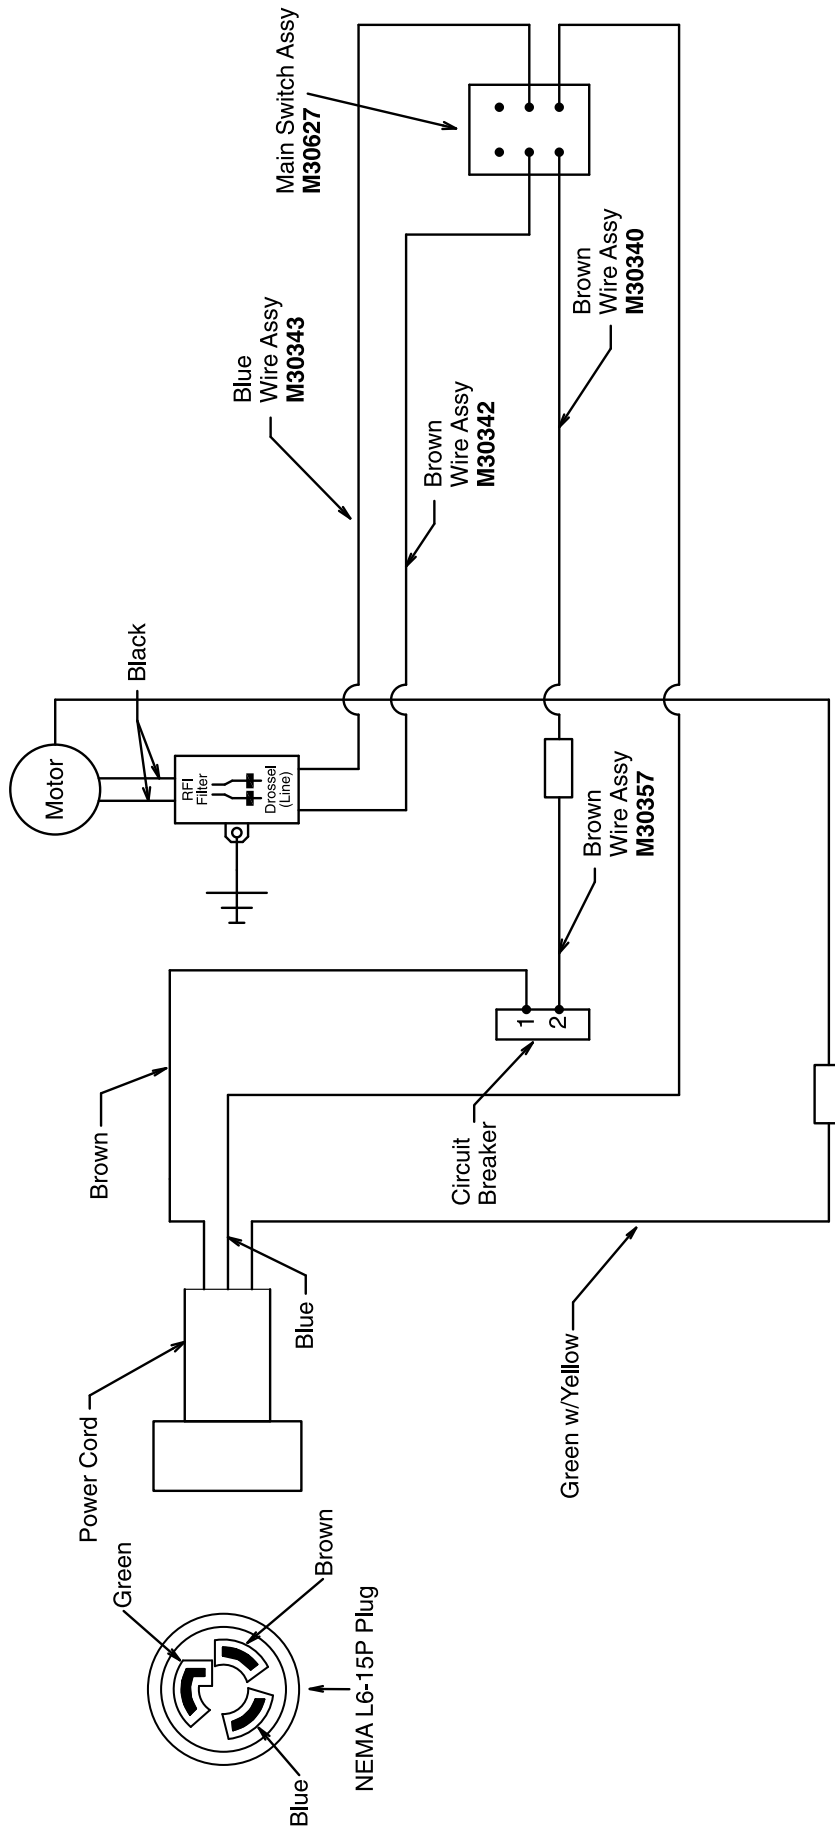 Main Switch Assy
M30627
Blue
Wire Assy
M30343
Brown
Wire Assy
M30342
Brown
Wire Assy
M30340
Black
Motor
RFI
Filter
Drossel
(Line)
Brown
Wire Assy
M30357
1
2
Circuit
Breaker
Brown
Blue
Power Cord
Green w/Yellow
Green
Brown
Blue
NEMA L6-15P Plug